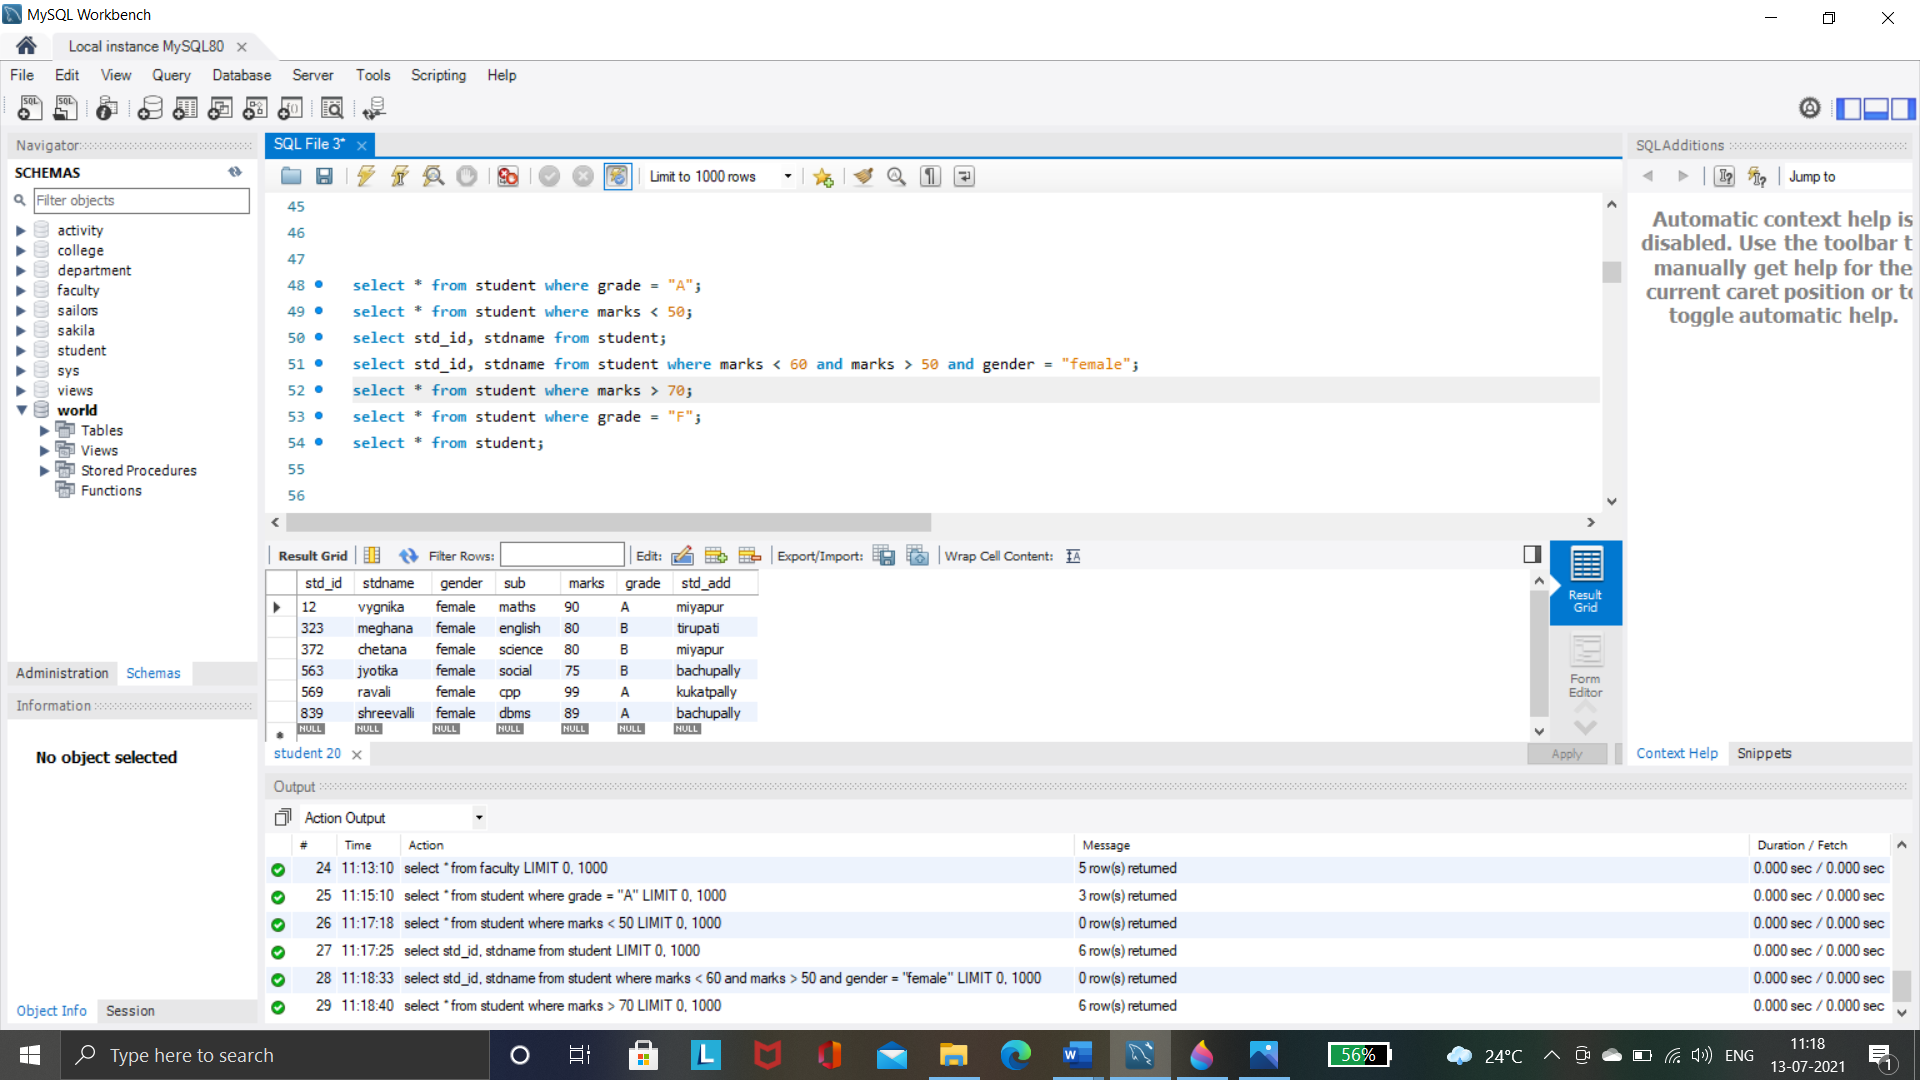 MySQL Workbench
Local instance MySQL80
File Edit View Query Database Server Tools Scripting Help
Navigator
SCHEMAS
Filter objects
activity
college
department
faculty
sailors
sakila
student
sys
views
world
Tables
Views
Stored Procedures
Functions
Administration Schemas
Information
No object selected
Object Info Session
SQL File 3*
Limit to 1000 rows
45
46
47
48 select * from student where grade = "A";
49 select * from student where marks < 50;
50 select std_id, stdname from student;
51 select std_id, stdname from student where marks < 60 and marks > 50 and gender = "female";
52 select * from student where marks > 70;
53 select * from student where grade = "F";
54 select * from student;
55
56
Result Grid Filter Rows: Edit: Export/Import: Wrap Cell Content:
std_id stdname gender sub marks grade std_add
12 vygnika female maths 90 A miyapur
323 meghana female english 80 B tirupati
372 chetana female science 80 B miyapur
563 jyotika female social 75 B bachupally
569 ravali female cpp 99 A kukatpally
839 shreevalli female dbms 89 A bachupally
NULL NULL NULL NULL NULL NULL NULL
Result
Grid
Form
Editor
student 20
Apply
SQLAdditions
Jump to
Automatic context help is
disabled. Use the toolbar t
manually get help for the
current caret position or to
toggle automatic help.
Context Help Snippets
Output
Action Output
# Time Action Message Duration / Fetch
24 11:13:10 select * from faculty LIMIT 0, 1000 5 row(s) returned 0.000 sec / 0.000 sec
25 11:15:10 select * from student where grade = "A" LIMIT 0, 1000 3 row(s) returned 0.000 sec / 0.000 sec
26 11:17:18 select * from student where marks < 50 LIMIT 0, 1000 0 row(s) returned 0.000 sec / 0.000 sec
27 11:17:25 select std_id, stdname from student LIMIT 0, 1000 6 row(s) returned 0.000 sec / 0.000 sec
28 11:18:33 select std_id, stdname from student where marks < 60 and marks > 50 and gender = "female" LIMIT 0, 1000 0 row(s) returned 0.000 sec / 0.000 sec
29 11:18:40 select * from student where marks > 70 LIMIT 0, 1000 6 row(s) returned 0.000 sec / 0.000 sec
Type here to search
56%
24°C
ENG
11:18
13-07-2021
1